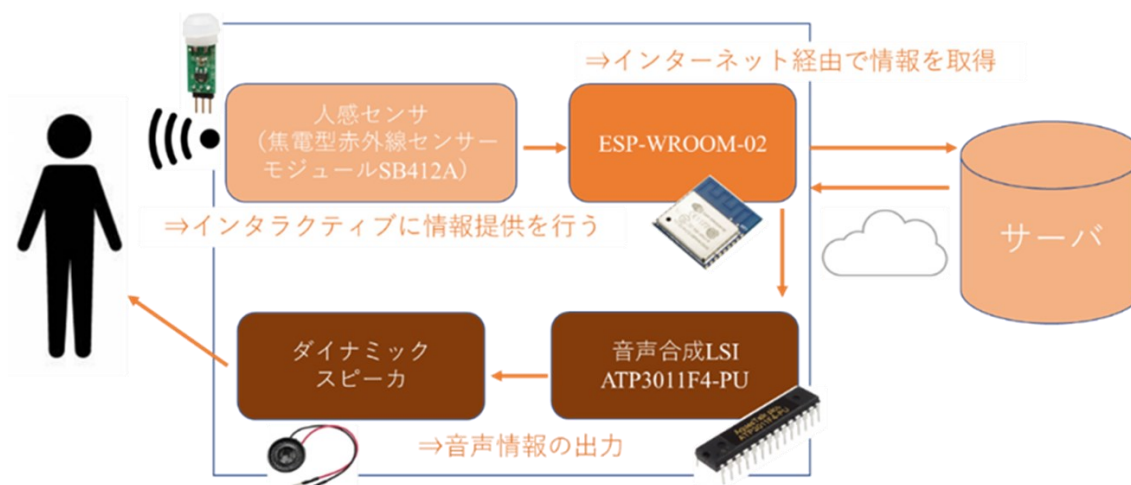 ⇒インターネット経由で情報を取得
人感センサ
（焦電型赤外線センサー
モジュールSB412A）
ESP-WROOM-02
⇒インタラクティブに情報提供を行う
サーバ
ダイナミック
スピーカ
音声合成LSI
ATP3011F4-PU
⇒音声情報の出力
ATP3011F4-PU